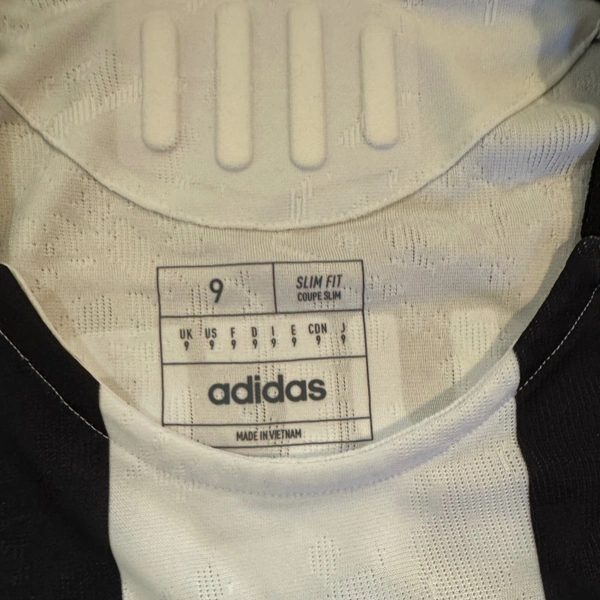 9
SLIM FIT
COUPE SLIM
UK US F D I E CDN J
9 9 9 9 9 9 9 9
adidas
MADE IN VIETNAM